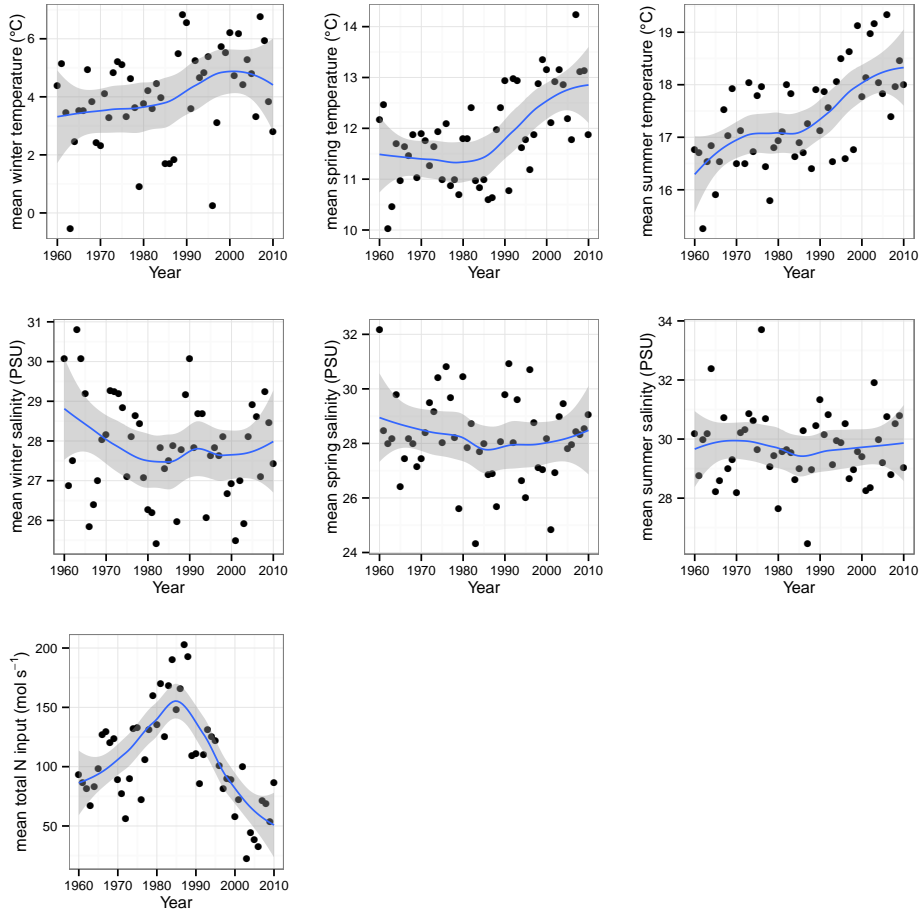 mean winter temperature (°C)
6
4
2
0
1960 1970 1980 1990 2000 2010
Year
mean spring temperature (°C)
14
13
12
11
10
1960 1970 1980 1990 2000 2010
Year
mean summer temperature (°C)
19
18
17
16
1960 1970 1980 1990 2000 2010
Year
mean winter salinity (PSU)
31
30
29
28
27
26
1960 1970 1980 1990 2000 2010
Year
mean spring salinity (PSU)
32
30
28
26
24
1960 1970 1980 1990 2000 2010
Year
mean summer salinity (PSU)
34
32
30
28
1960 1970 1980 1990 2000 2010
Year
mean total N input (mol s⁻¹)
200
150
100
50
1960 1970 1980 1990 2000 2010
Year